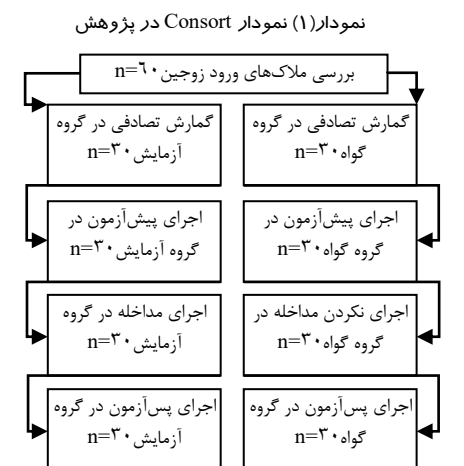 نمودار(۱) نمودار Consort در پژوهش
بررسی ملاک‌های ورود زوجین n=۶۰
گمارش تصادفی در گروه
گواه n=۳۰
گمارش تصادفی در گروه
آزمایش n=۳۰
اجرای پیش‌آزمون در
گروه گواه n=۳۰
اجرای پیش‌آزمون در
گروه آزمایش n=۳۰
اجرای نکردن مداخله در
گروه گواه n=۳۰
اجرای مداخله در گروه
آزمایش n=۳۰
اجرای پس‌آزمون در گروه
گواه n=۳۰
اجرای پس‌آزمون در گروه
آزمایش n=۳۰